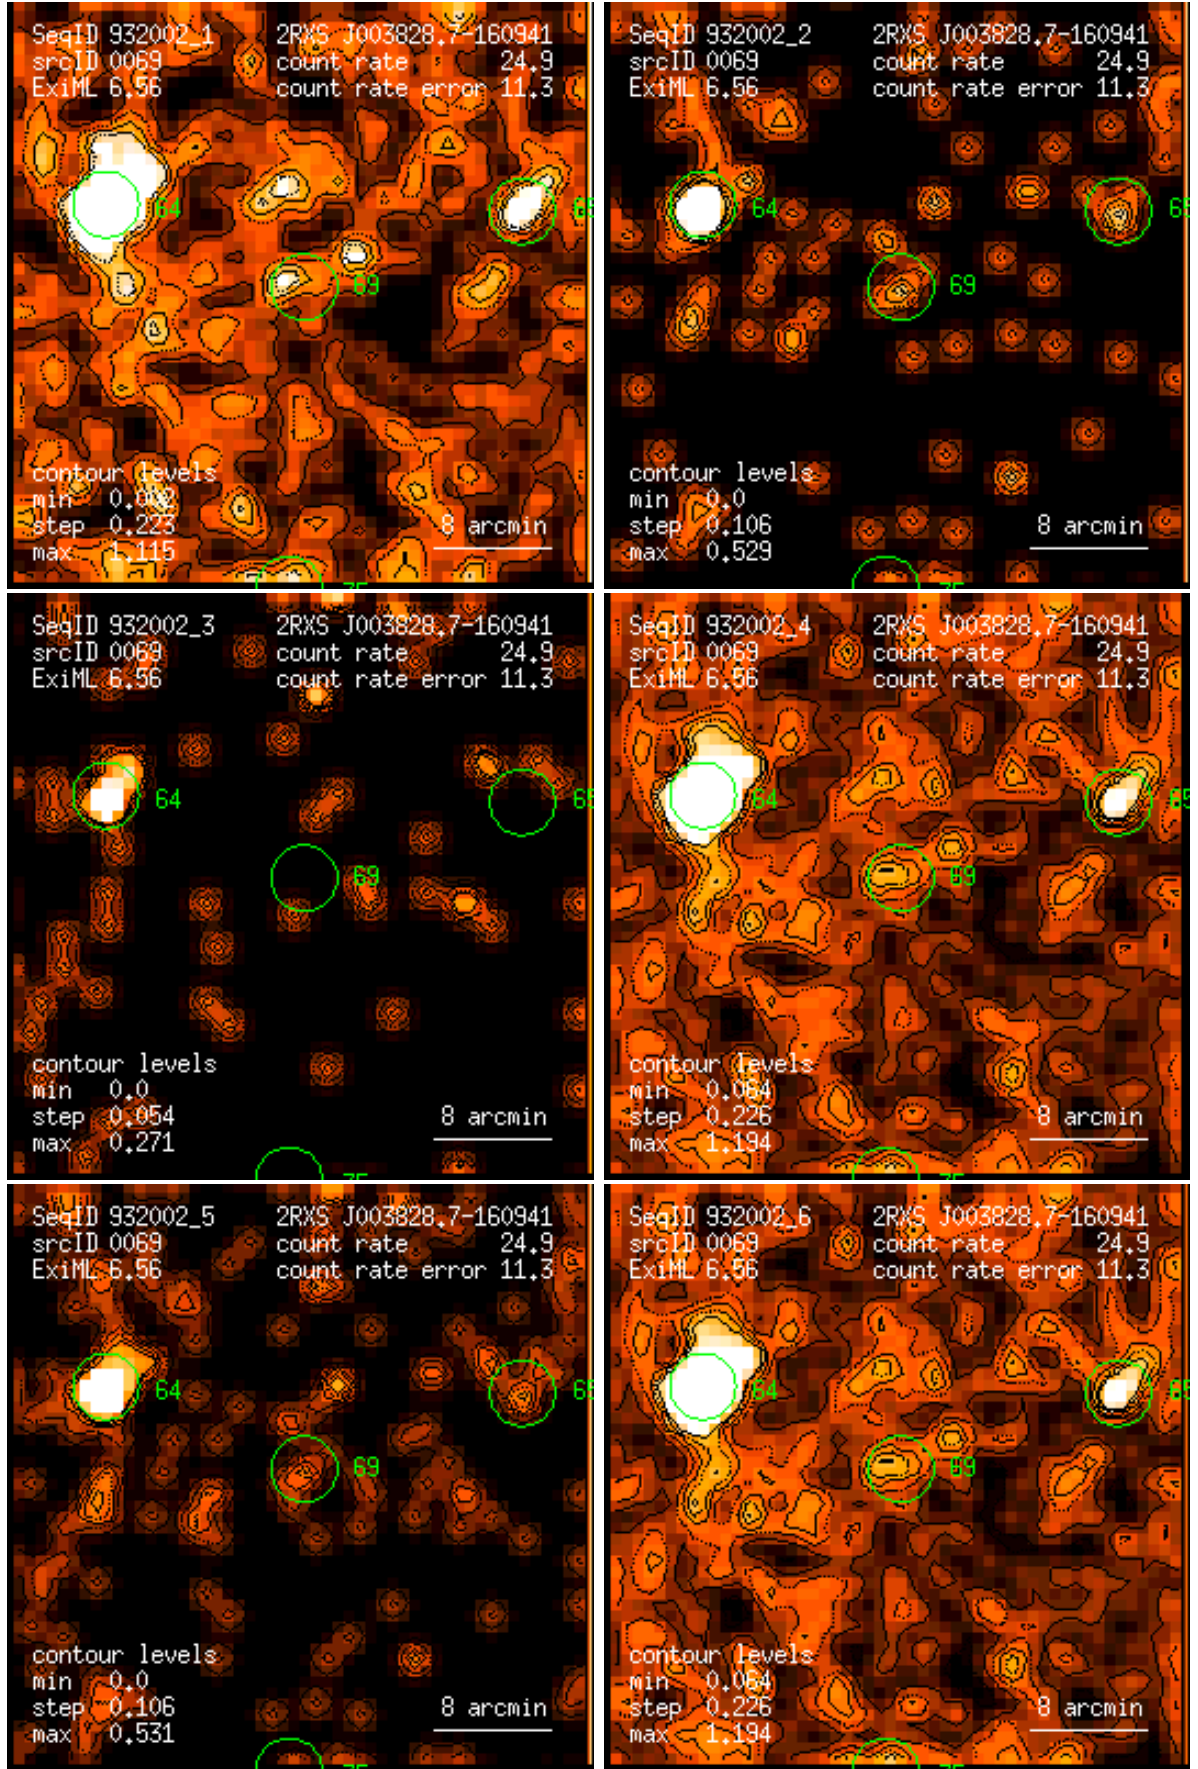 SeqID 932002_1 2RXS J003828.7-160941
srcID 0069 count rate 24.9
ExiML 6.56 count rate error 11.3
64
69
contour levels
min 0.002
step 0.223
max 1.115
8 arcmin
SeqID 932002_2 2RXS J003828.7-160941
srcID 0069 count rate 24.9
ExiML 6.56 count rate error 11.3
64
65
69
contour levels
min 0.0
step 0.106
max 0.529
8 arcmin
SeqID 932002_3 2RXS J003828.7-160941
srcID 0069 count rate 24.9
ExiML 6.56 count rate error 11.3
64
69
contour levels
min 0.0
step 0.054
max 0.271
8 arcmin
SeqID 932002_4 2RXS J003828.7-160941
srcID 0069 count rate 24.9
ExiML 6.56 count rate error 11.3
64
65
69
contour levels
min 0.064
step 0.226
max 1.194
8 arcmin
SeqID 932002_5 2RXS J003828.7-160941
srcID 0069 count rate 24.9
ExiML 6.56 count rate error 11.3
64
69
contour levels
min 0.0
step 0.106
max 0.531
8 arcmin
SeqID 932002_6 2RXS J003828.7-160941
srcID 0069 count rate 24.9
ExiML 6.56 count rate error 11.3
64
65
69
contour levels
min 0.064
step 0.226
max 1.194
8 arcmin